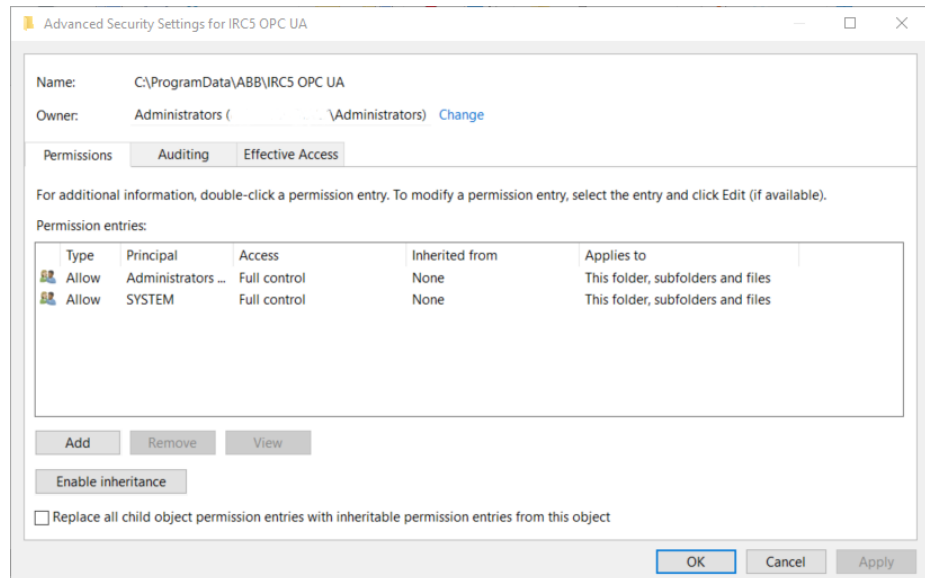 Advanced Security Settings for IRC5 OPC UA
Name: C:\ProgramData\ABB\IRC5 OPC UA
Owner: Administrators ( \Administrators) Change
Permissions Auditing Effective Access
For additional information, double-click a permission entry. To modify a permission entry, select the entry and click Edit (if available).
Permission entries:
Type Principal Access Inherited from Applies to
Allow Administrators ... Full control None This folder, subfolders and files
Allow SYSTEM Full control None This folder, subfolders and files
Add Remove View
Enable inheritance
Replace all child object permission entries with inheritable permission entries from this object
OK Cancel Apply